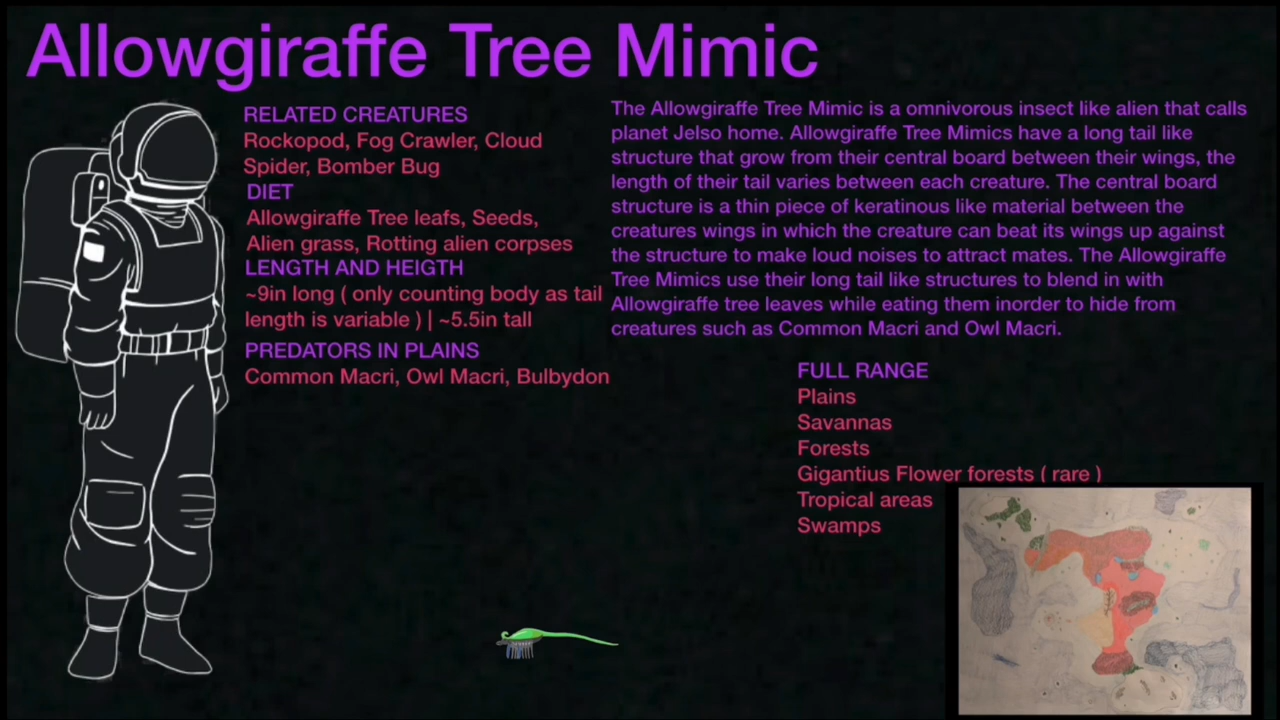 Allowgiraffe Tree Mimic
RELATED CREATURES
Rockopod, Fog Crawler, Cloud
Spider, Bomber Bug
DIET
Allowgiraffe Tree leafs, Seeds,
Alien grass, Rotting alien corpses
LENGTH AND HEIGTH
~9in long ( only counting body as tail
length is variable ) | ~5.5in tall
PREDATORS IN PLAINS
Common Macri, Owl Macri, Bulbydon
The Allowgiraffe Tree Mimic is a omnivorous insect like alien that calls
planet Jelso home. Allowgiraffe Tree Mimics have a long tail like
structure that grow from their central board between their wings, the
length of their tail varies between each creature. The central board
structure is a thin piece of keratinous like material between the
creatures wings in which the creature can beat its wings up against
the structure to make loud noises to attract mates. The Allowgiraffe
Tree Mimics use their long tail like structures to blend in with
Allowgiraffe tree leaves while eating them inorder to hide from
creatures such as Common Macri and Owl Macri.
FULL RANGE
Plains
Savannas
Forests
Gigantius Flower forests ( rare )
Tropical areas
Swamps